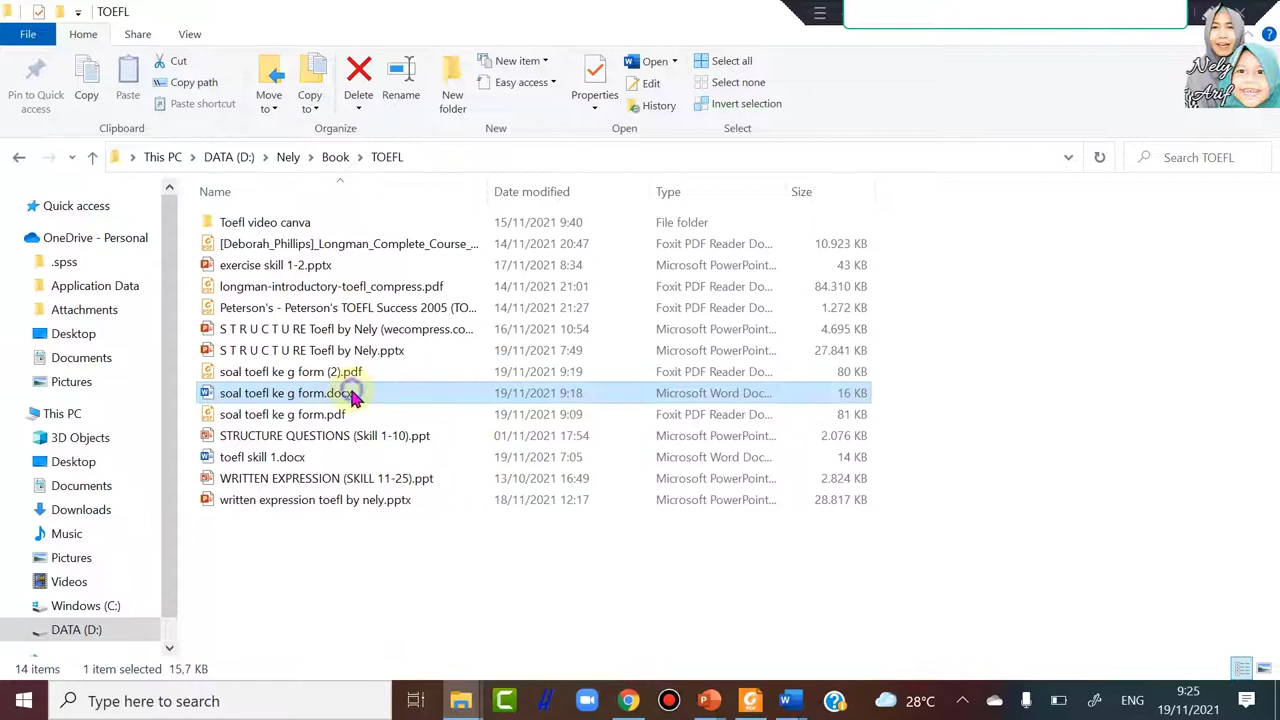 TOEFL
File Home Share View
Pin to Quick access
Copy
Paste
Cut
Copy path
Paste shortcut
Clipboard
Move to
Copy to
Delete
Rename
Organize
New folder
New item
Easy access
New
Properties
Open
Edit
History
Open
Select all
Select none
Invert selection
Select
Nely
Arif
This PC > DATA (D:) > Nely > Book > TOEFL
Search TOEFL
Name Date modified Type Size
Toefl video canva 15/11/2021 9:40 File folder
[Deborah_Phillips]_Longman_Complete_Course_... 14/11/2021 20:47 Foxit PDF Reader Do... 10.923 KB
exercise skill 1-2.pptx 17/11/2021 8:34 Microsoft PowerPoint... 43 KB
longman-introductory-toefl_compress.pdf 14/11/2021 21:01 Foxit PDF Reader Do... 84.310 KB
Peterson's - Peterson's TOEFL Success 2005 (TO... 14/11/2021 21:27 Foxit PDF Reader Do... 1.272 KB
S T R U C T U RE Toefl by Nely (wecompress.co... 16/11/2021 10:54 Microsoft PowerPoint... 4.695 KB
S T R U C T U RE Toefl by Nely.pptx 19/11/2021 7:49 Microsoft PowerPoint... 27.841 KB
soal toefl ke g form (2).pdf 19/11/2021 9:19 Foxit PDF Reader Do... 80 KB
soal toefl ke g form.docx 19/11/2021 9:18 Microsoft Word Doc... 16 KB
soal toefl ke g form.pdf 19/11/2021 9:09 Foxit PDF Reader Do... 81 KB
STRUCTURE QUESTIONS (Skill 1-10).ppt 01/11/2021 17:54 Microsoft PowerPoint... 2.076 KB
toefl skill 1.docx 19/11/2021 7:05 Microsoft Word Doc... 14 KB
WRITTEN EXPRESSION (SKILL 11-25).ppt 13/10/2021 16:49 Microsoft PowerPoint... 2.824 KB
written expression toefl by nely.pptx 18/11/2021 12:17 Microsoft PowerPoint... 28.817 KB
Quick access
OneDrive - Personal
.spss
Application Data
Attachments
Desktop
Documents
Pictures
This PC
3D Objects
Desktop
Documents
Downloads
Music
Pictures
Videos
Windows (C:)
DATA (D:)
14 items 1 item selected 15,7 KB
Type here to search
28°C
ENG
9:25
19/11/2021